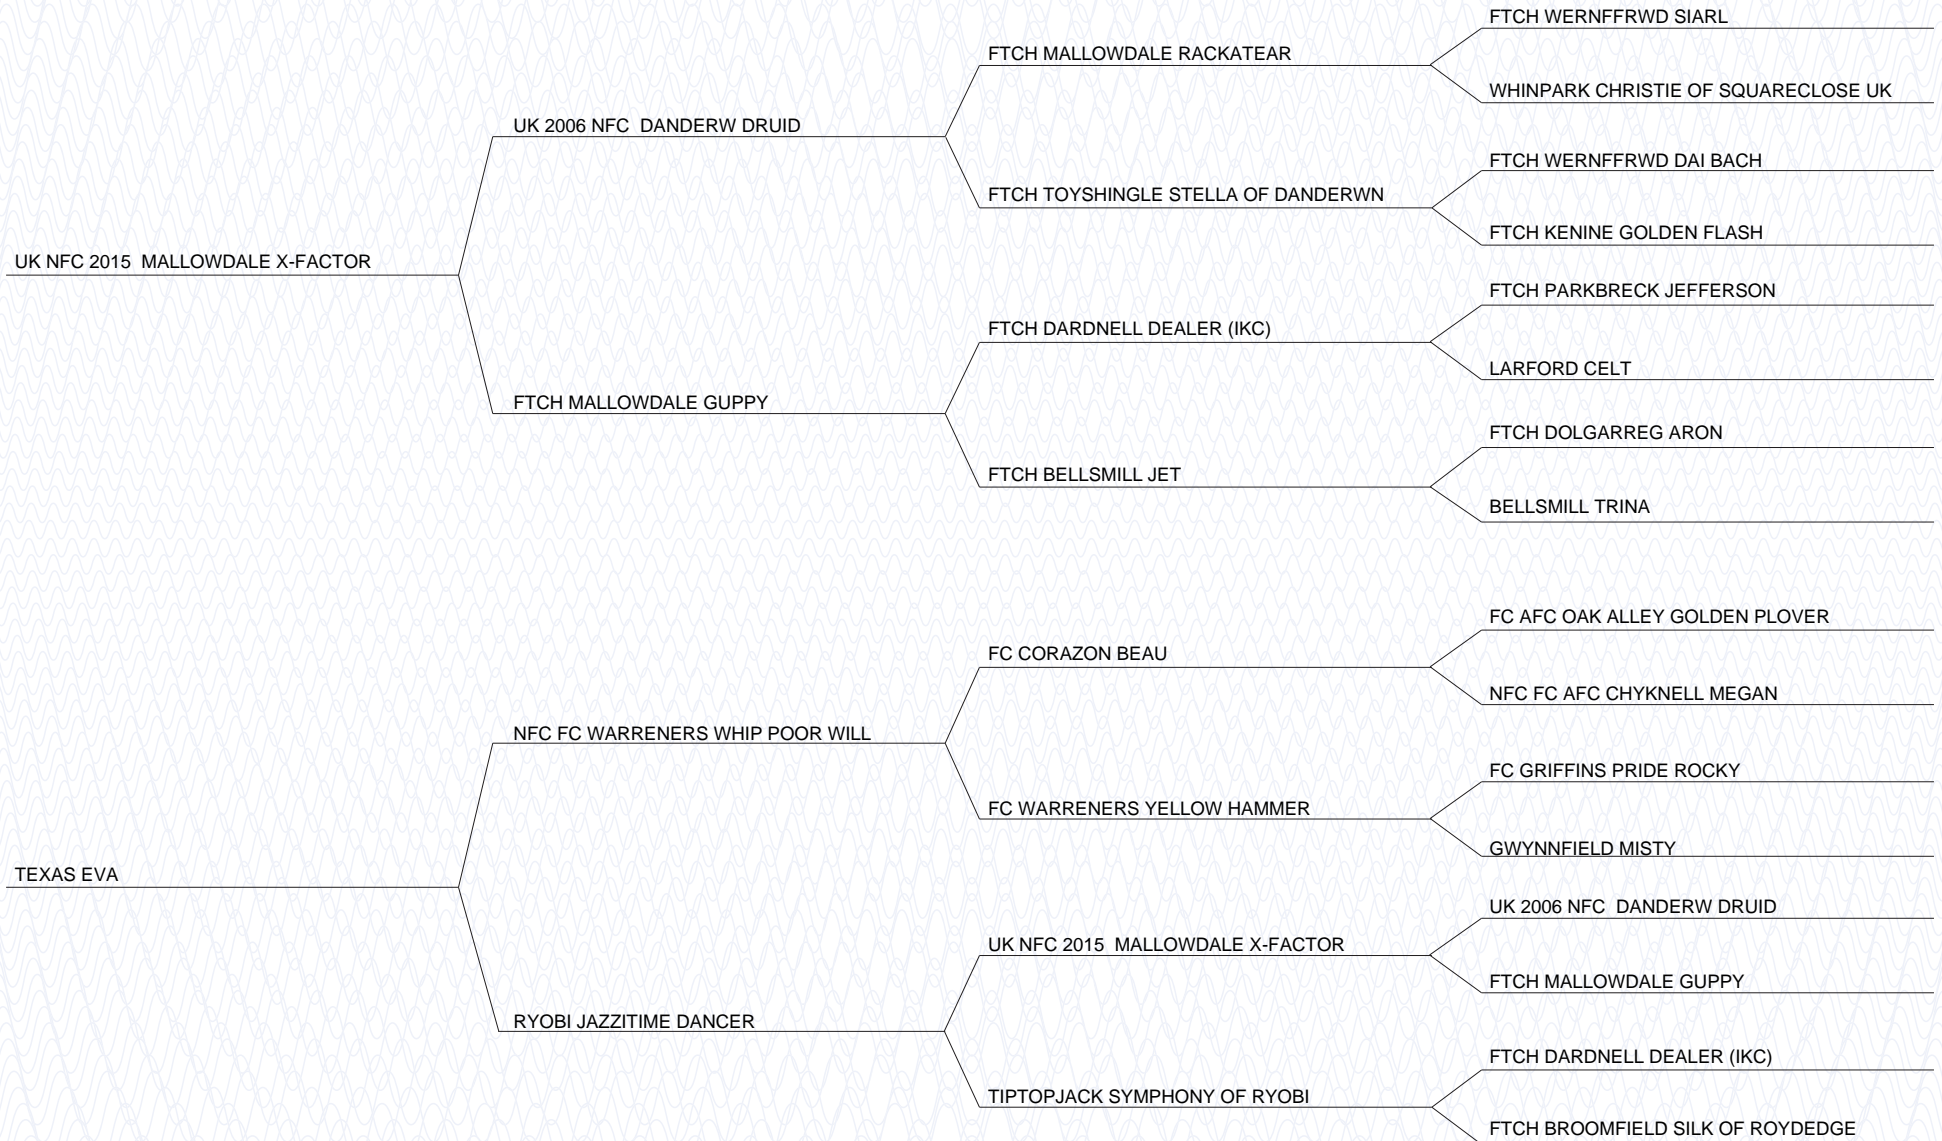 FTCH WERNFFRWD SIARL
FTCH MALLOWDALE RACKATEAR
WHINPARK CHRISTIE OF SQUARECLOSE UK
UK 2006 NFC  DANDERW DRUID
FTCH WERNFFRWD DAI BACH
FTCH TOYSHINGLE STELLA OF DANDERWN
FTCH KENINE GOLDEN FLASH
UK NFC 2015  MALLOWDALE X-FACTOR
FTCH PARKBRECK JEFFERSON
FTCH DARDNELL DEALER (IKC)
LARFORD CELT
FTCH MALLOWDALE GUPPY
FTCH DOLGARREG ARON
FTCH BELLSMILL JET
BELLSMILL TRINA
FC AFC OAK ALLEY GOLDEN PLOVER
FC CORAZON BEAU
NFC FC AFC CHYKNELL MEGAN
NFC FC WARRENERS WHIP POOR WILL
FC GRIFFINS PRIDE ROCKY
FC WARRENERS YELLOW HAMMER
GWYNNFIELD MISTY
TEXAS EVA
UK 2006 NFC  DANDERW DRUID
UK NFC 2015  MALLOWDALE X-FACTOR
FTCH MALLOWDALE GUPPY
RYOBI JAZZITIME DANCER
FTCH DARDNELL DEALER (IKC)
TIPTOPJACK SYMPHONY OF RYOBI
FTCH BROOMFIELD SILK OF ROYDEDGE